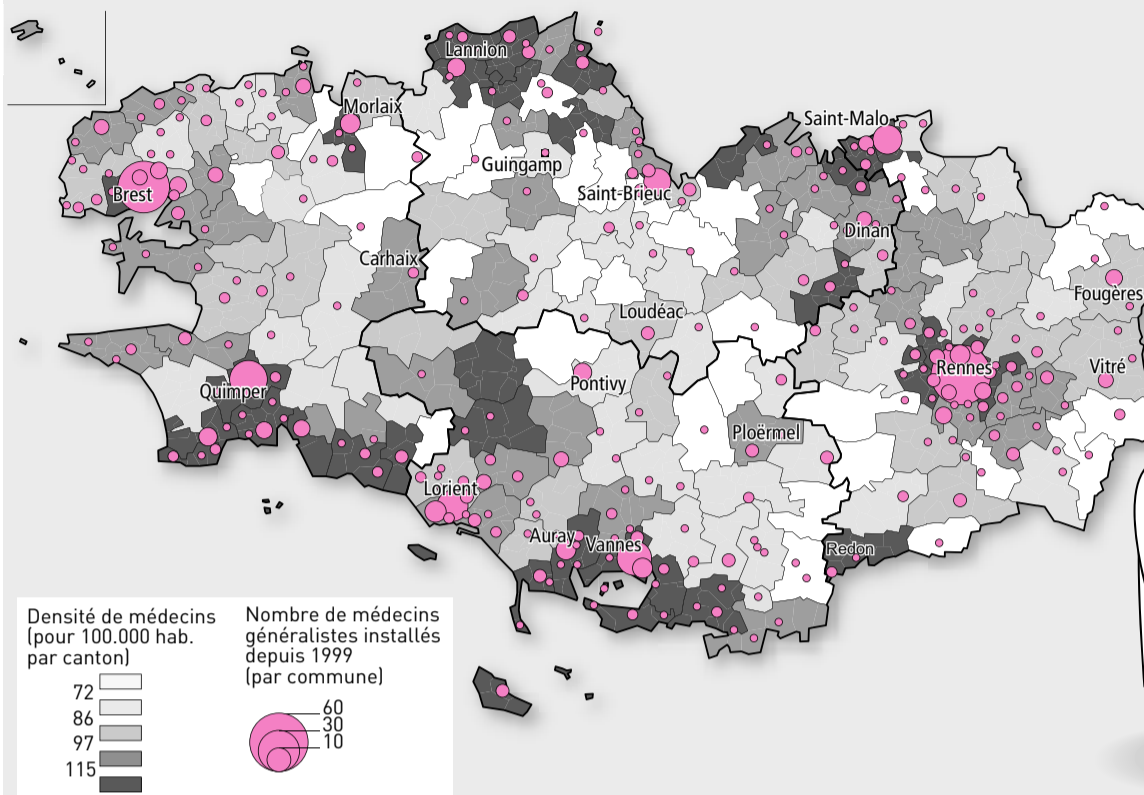 Lannion
Morlaix
Saint-Malo
Guingamp
Brest
Saint-Brieuc
Dinan
Carhaix
Fougères
Loudéac
Rennes
Vitré
Quimper
Pontivy
Ploërmel
Lorient
Auray
Vannes
Redon
Densité de médecins
(pour 100.000 hab.
par canton)
72
86
97
115
Nombre de médecins
généralistes installés
depuis 1999
(par commune)
60
30
10